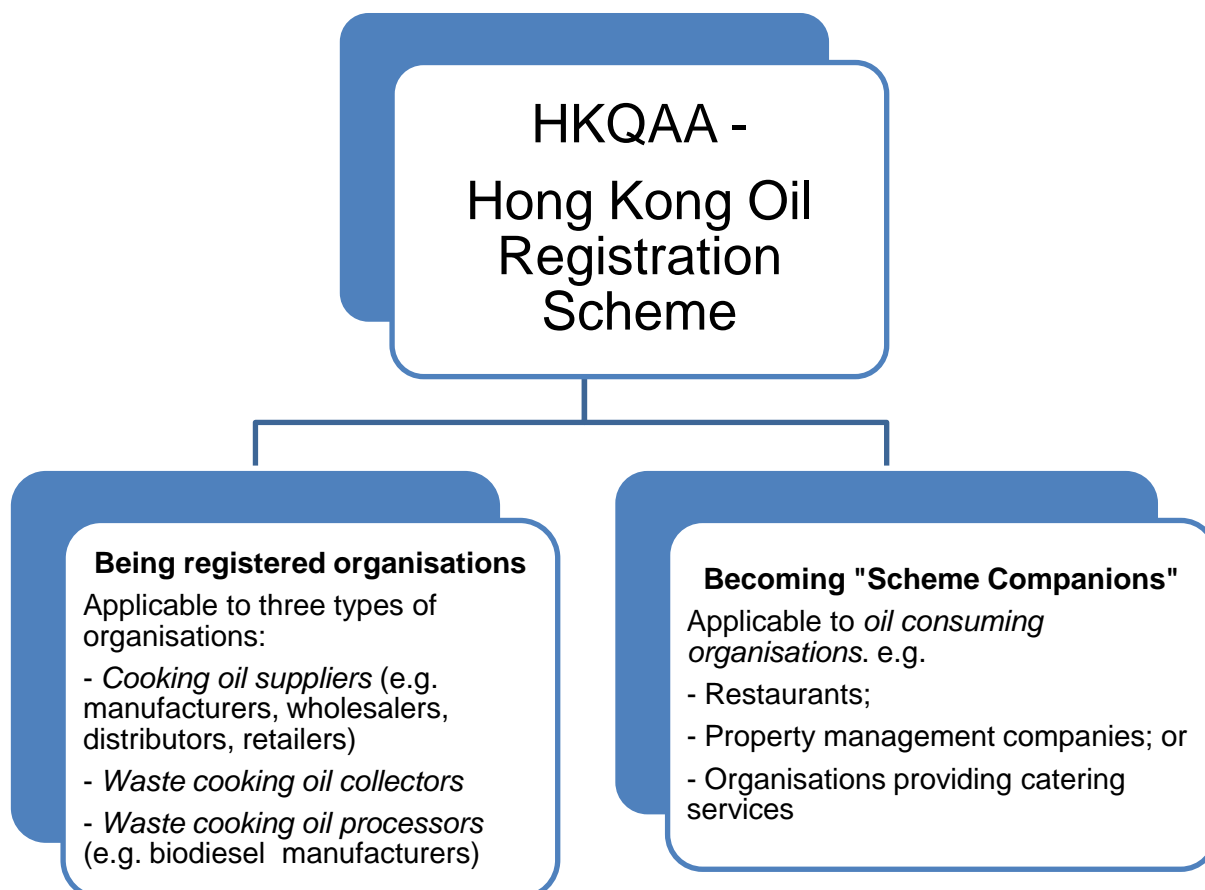 HKQAA -
Hong Kong Oil
Registration
Scheme
Being registered organisations
Applicable to three types of
organisations:
- Cooking oil suppliers (e.g.
manufacturers, wholesalers,
distributors, retailers)
- Waste cooking oil collectors
- Waste cooking oil processors
(e.g. biodiesel  manufacturers)
Becoming "Scheme Companions"
Applicable to oil consuming
organisations. e.g.
- Restaurants;
- Property management companies; or
- Organisations providing catering
services